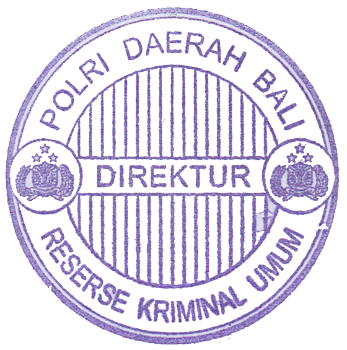 POLRI DAERAH BALI
DIREKTUR
RESERSE KRIMINAL UMUM